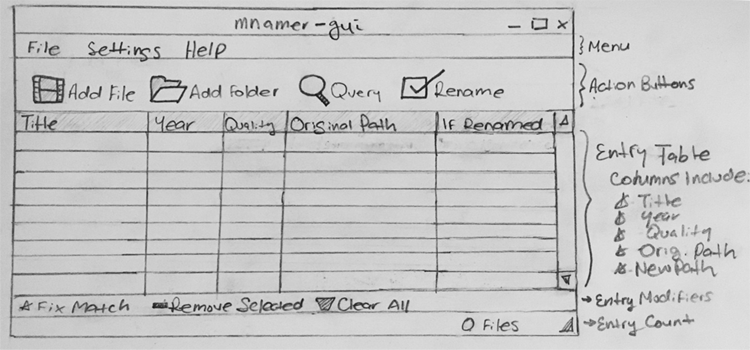 mnamer-gui
File Settings Help
Menu
Add File Add Folder Query Rename
Action Buttons
Title Year Quality Original Path IF Renamed
Entry Table
Columns Include:
Title
Year
Quality
Orig. Path
New Path
Fix Match Remove Selected Clear All
Entry Modifiers
0 Files
Entry Count